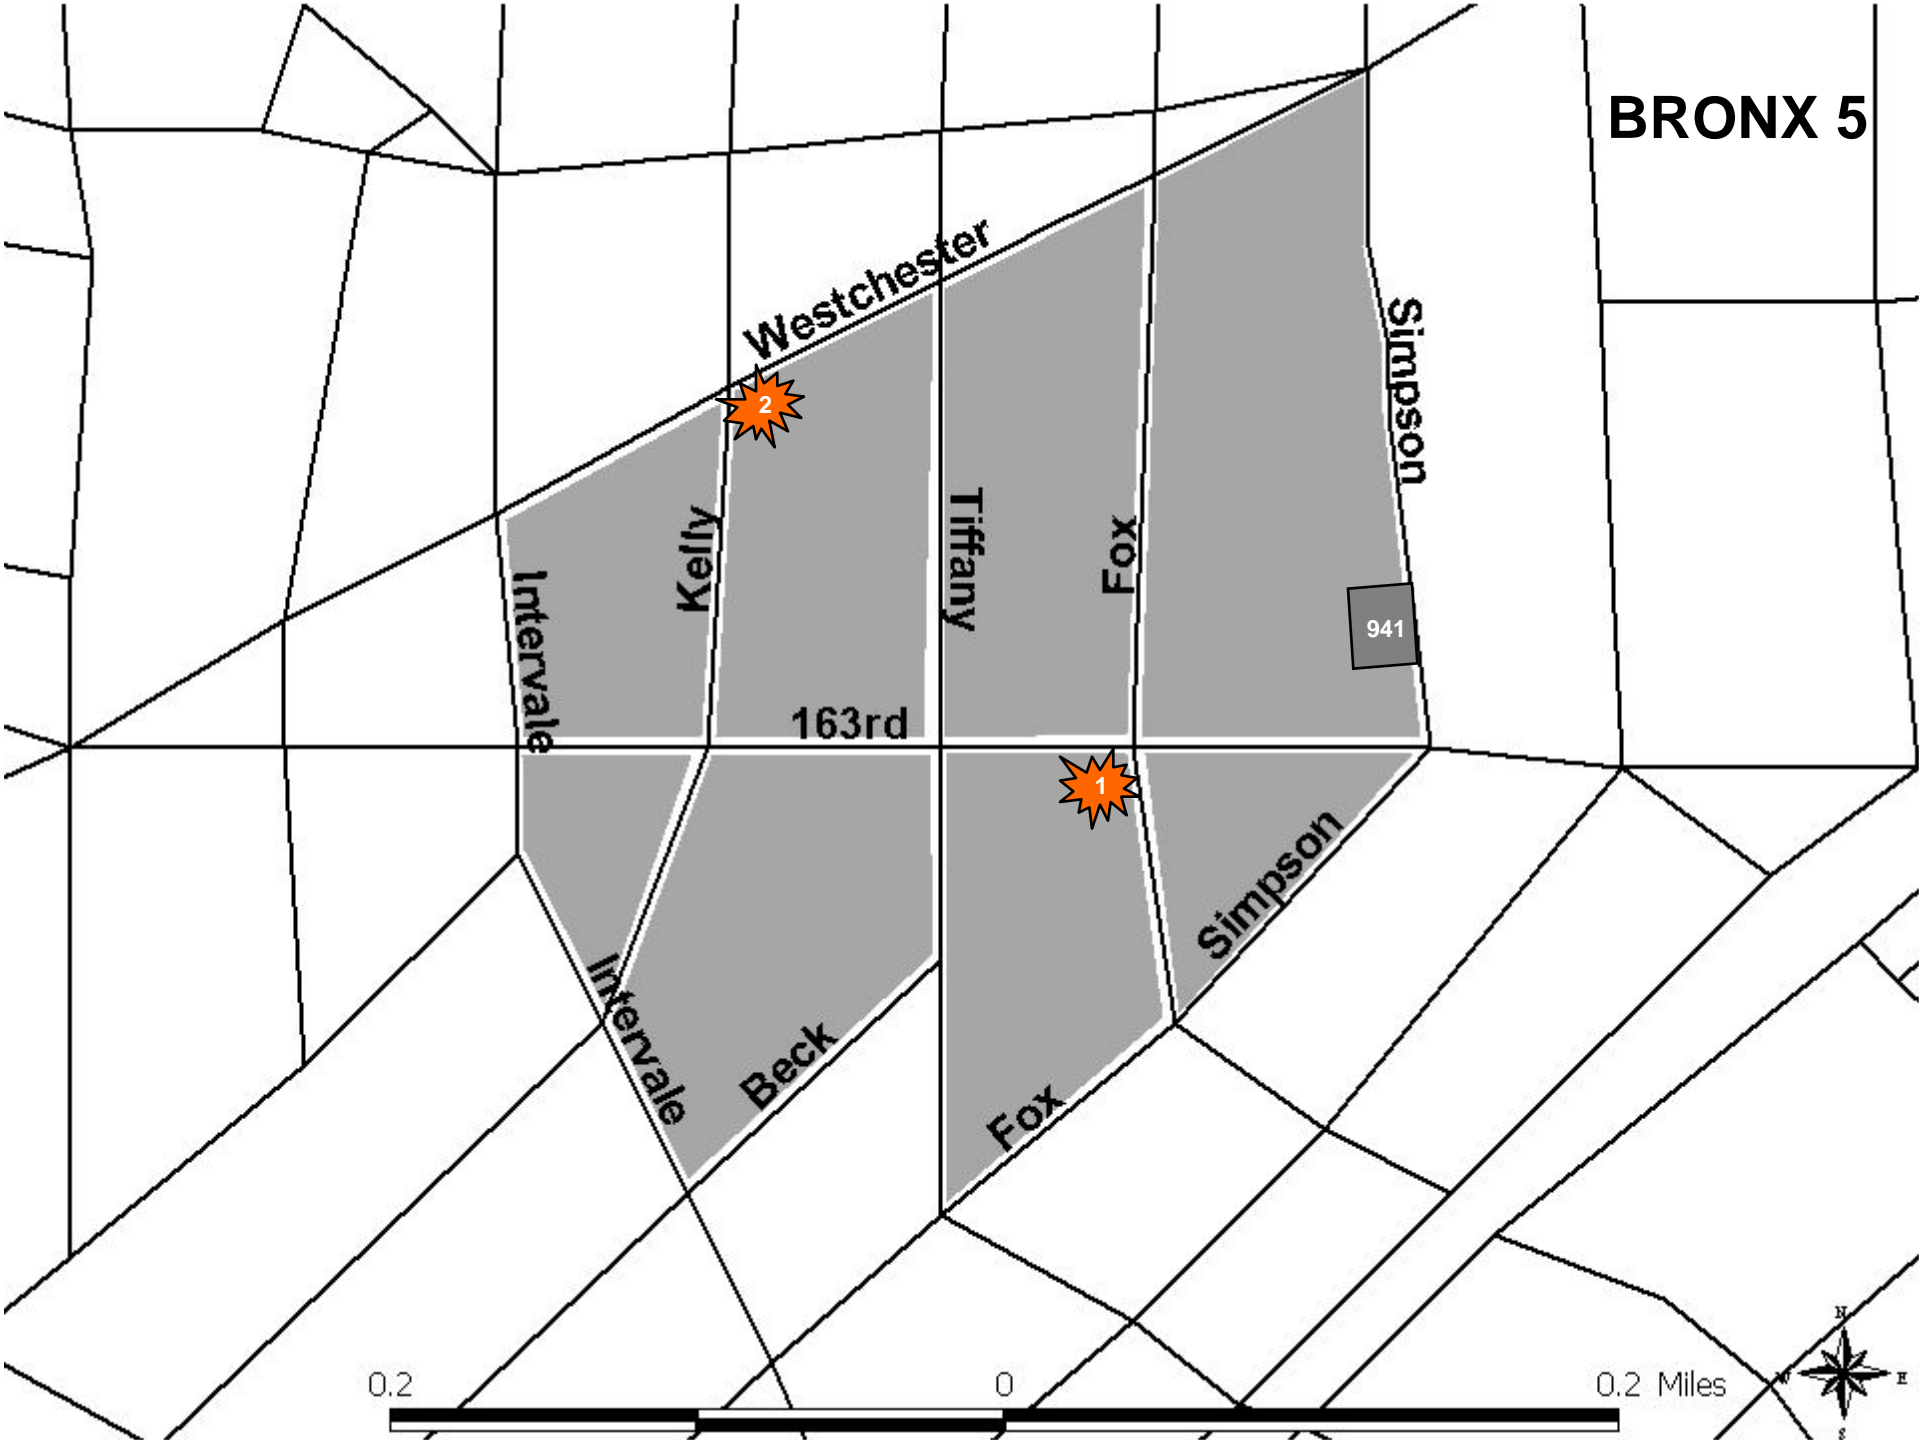 BRONX 5
Westchester
Simpson
2
Kelly
Tiffany
Fox
Intervale
941
163rd
1
Simpson
Intervale
Beck
Fox
N
W
E
S
0.2
0
0.2 Miles